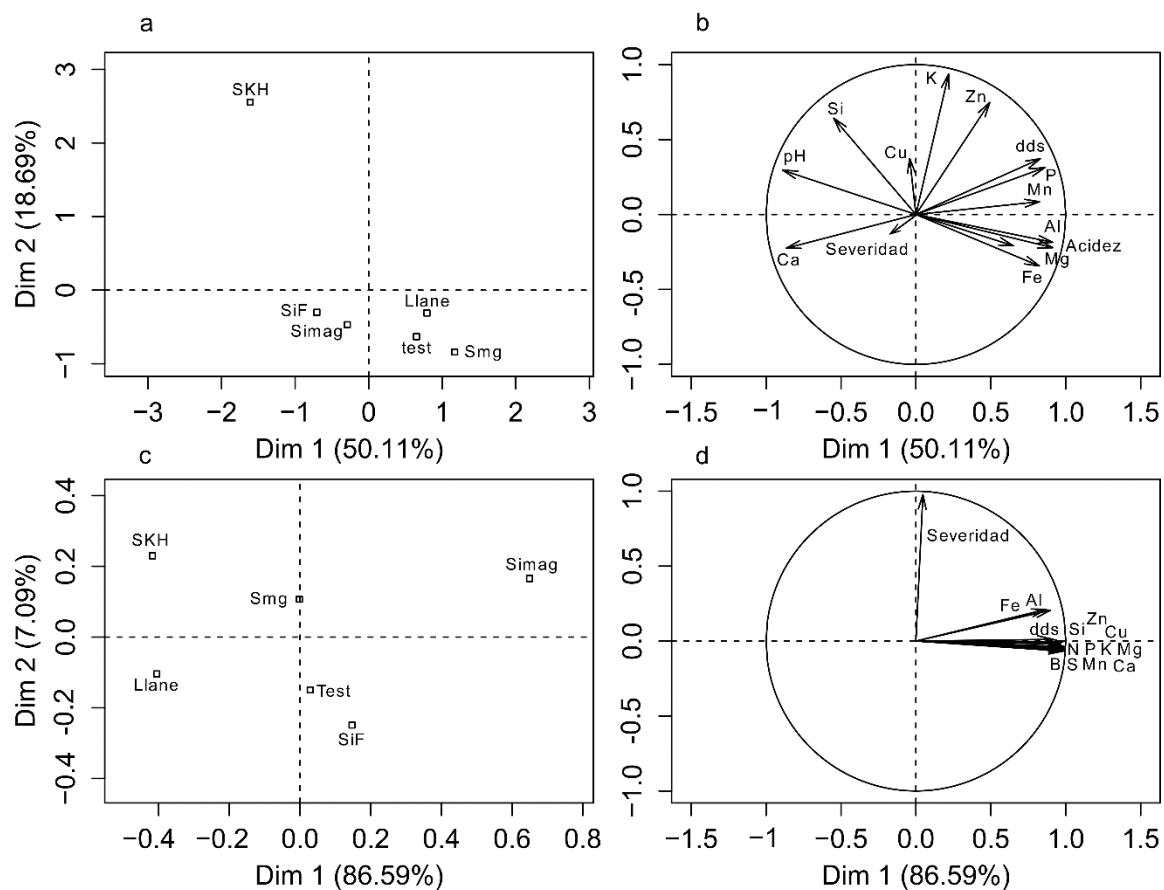 a
3
2
1
0
−1
Dim 2 (18.69%)
SKH
SiF
Simag
Llane
test
Smg
−3 −2 −1 0 1 2 3
Dim 1 (50.11%)
b
1.0
0.5
0.0
−0.5
−1.0
K
Zn
Si
Cu
dds
pH
P
Mn
Al
Acidez
Severidad
Ca
Mg
Fe
−1.5 −1.0 −0.5 0.0 0.5 1.0 1.5
Dim 1 (50.11%)
c
0.4
0.2
0.0
−0.2
−0.4
Dim 2 (7.09%)
SKH
Simag
Smg
Llane
Test
SiF
−0.4 −0.2 0.0 0.2 0.4 0.6 0.8
Dim 1 (86.59%)
d
1.0
0.5
0.0
−0.5
−1.0
Severidad
Fe Al
dds Si Zn Cu
N P K Mg
B S Mn Ca
−1.5 −1.0 −0.5 0.0 0.5 1.0 1.5
Dim 1 (86.59%)